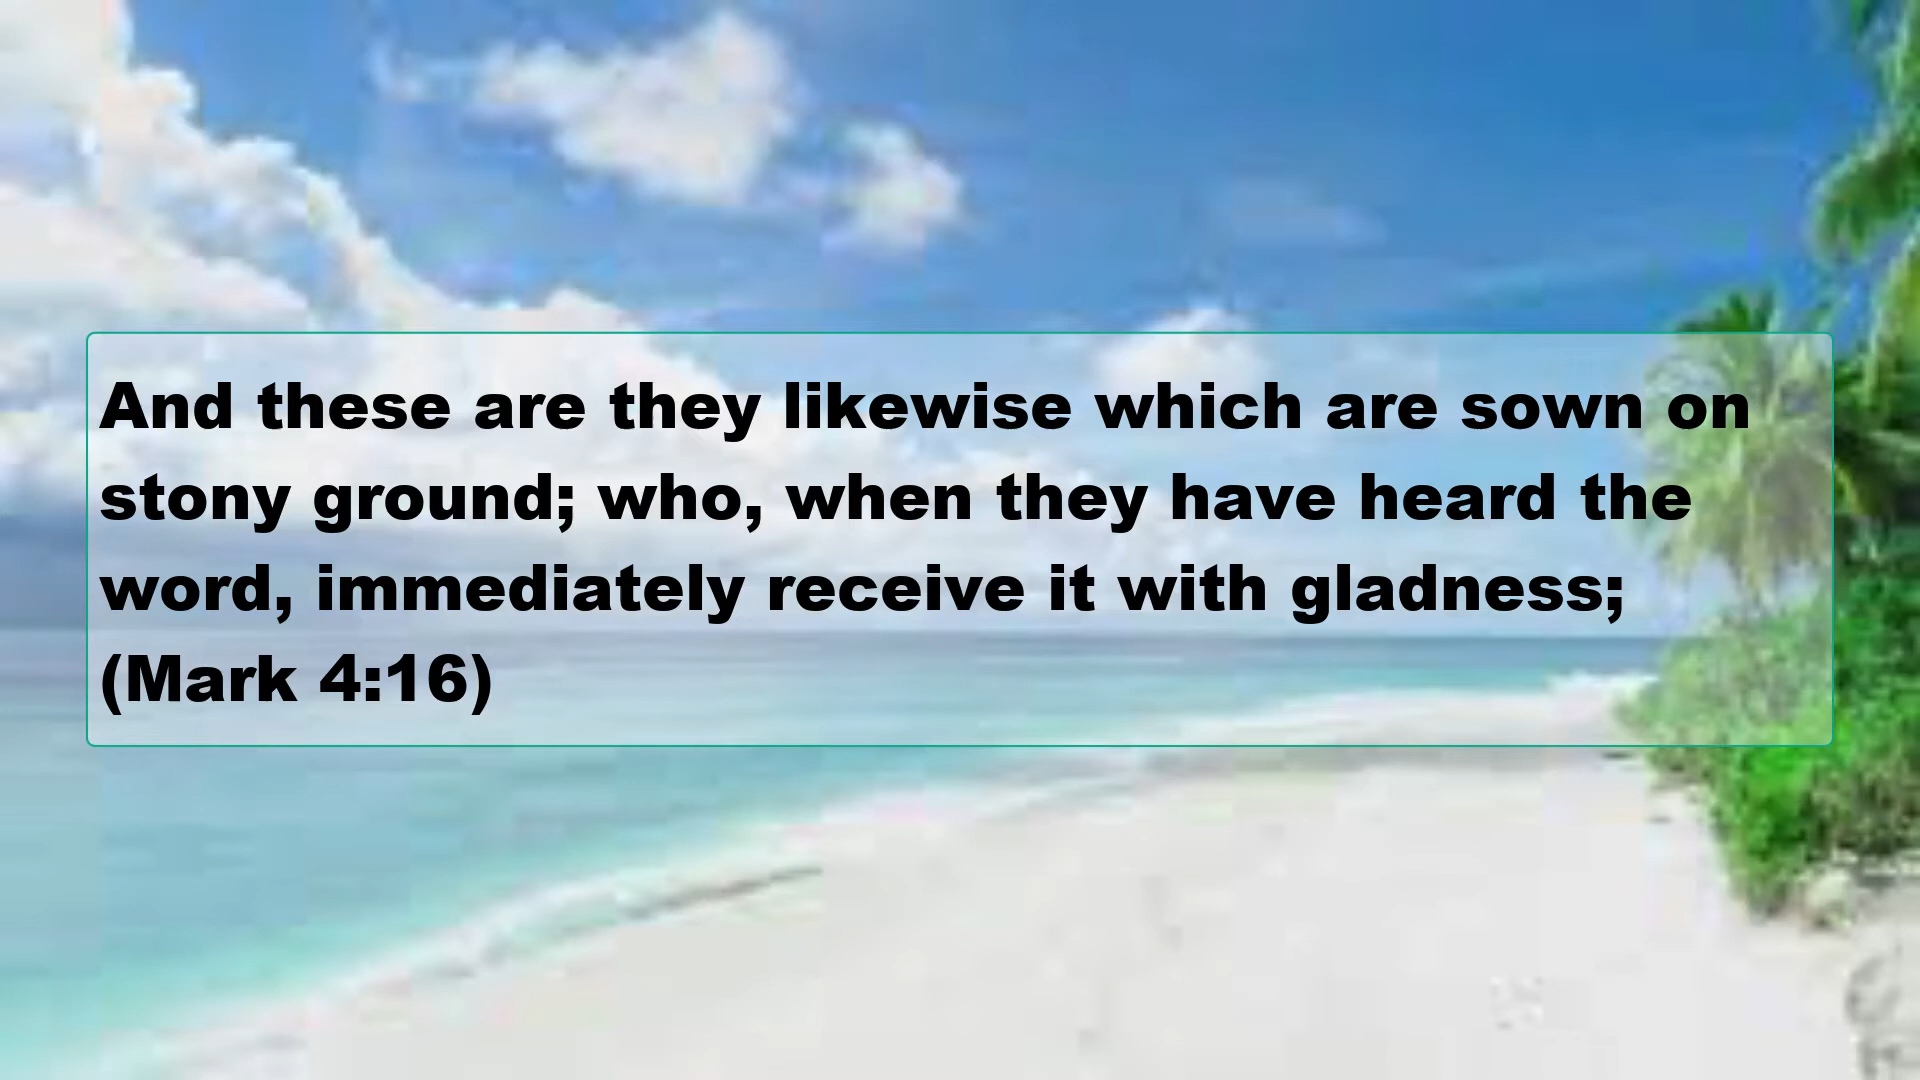 And these are they likewise which are sown on
stony ground; who, when they have heard the
word, immediately receive it with gladness;
(Mark 4:16)